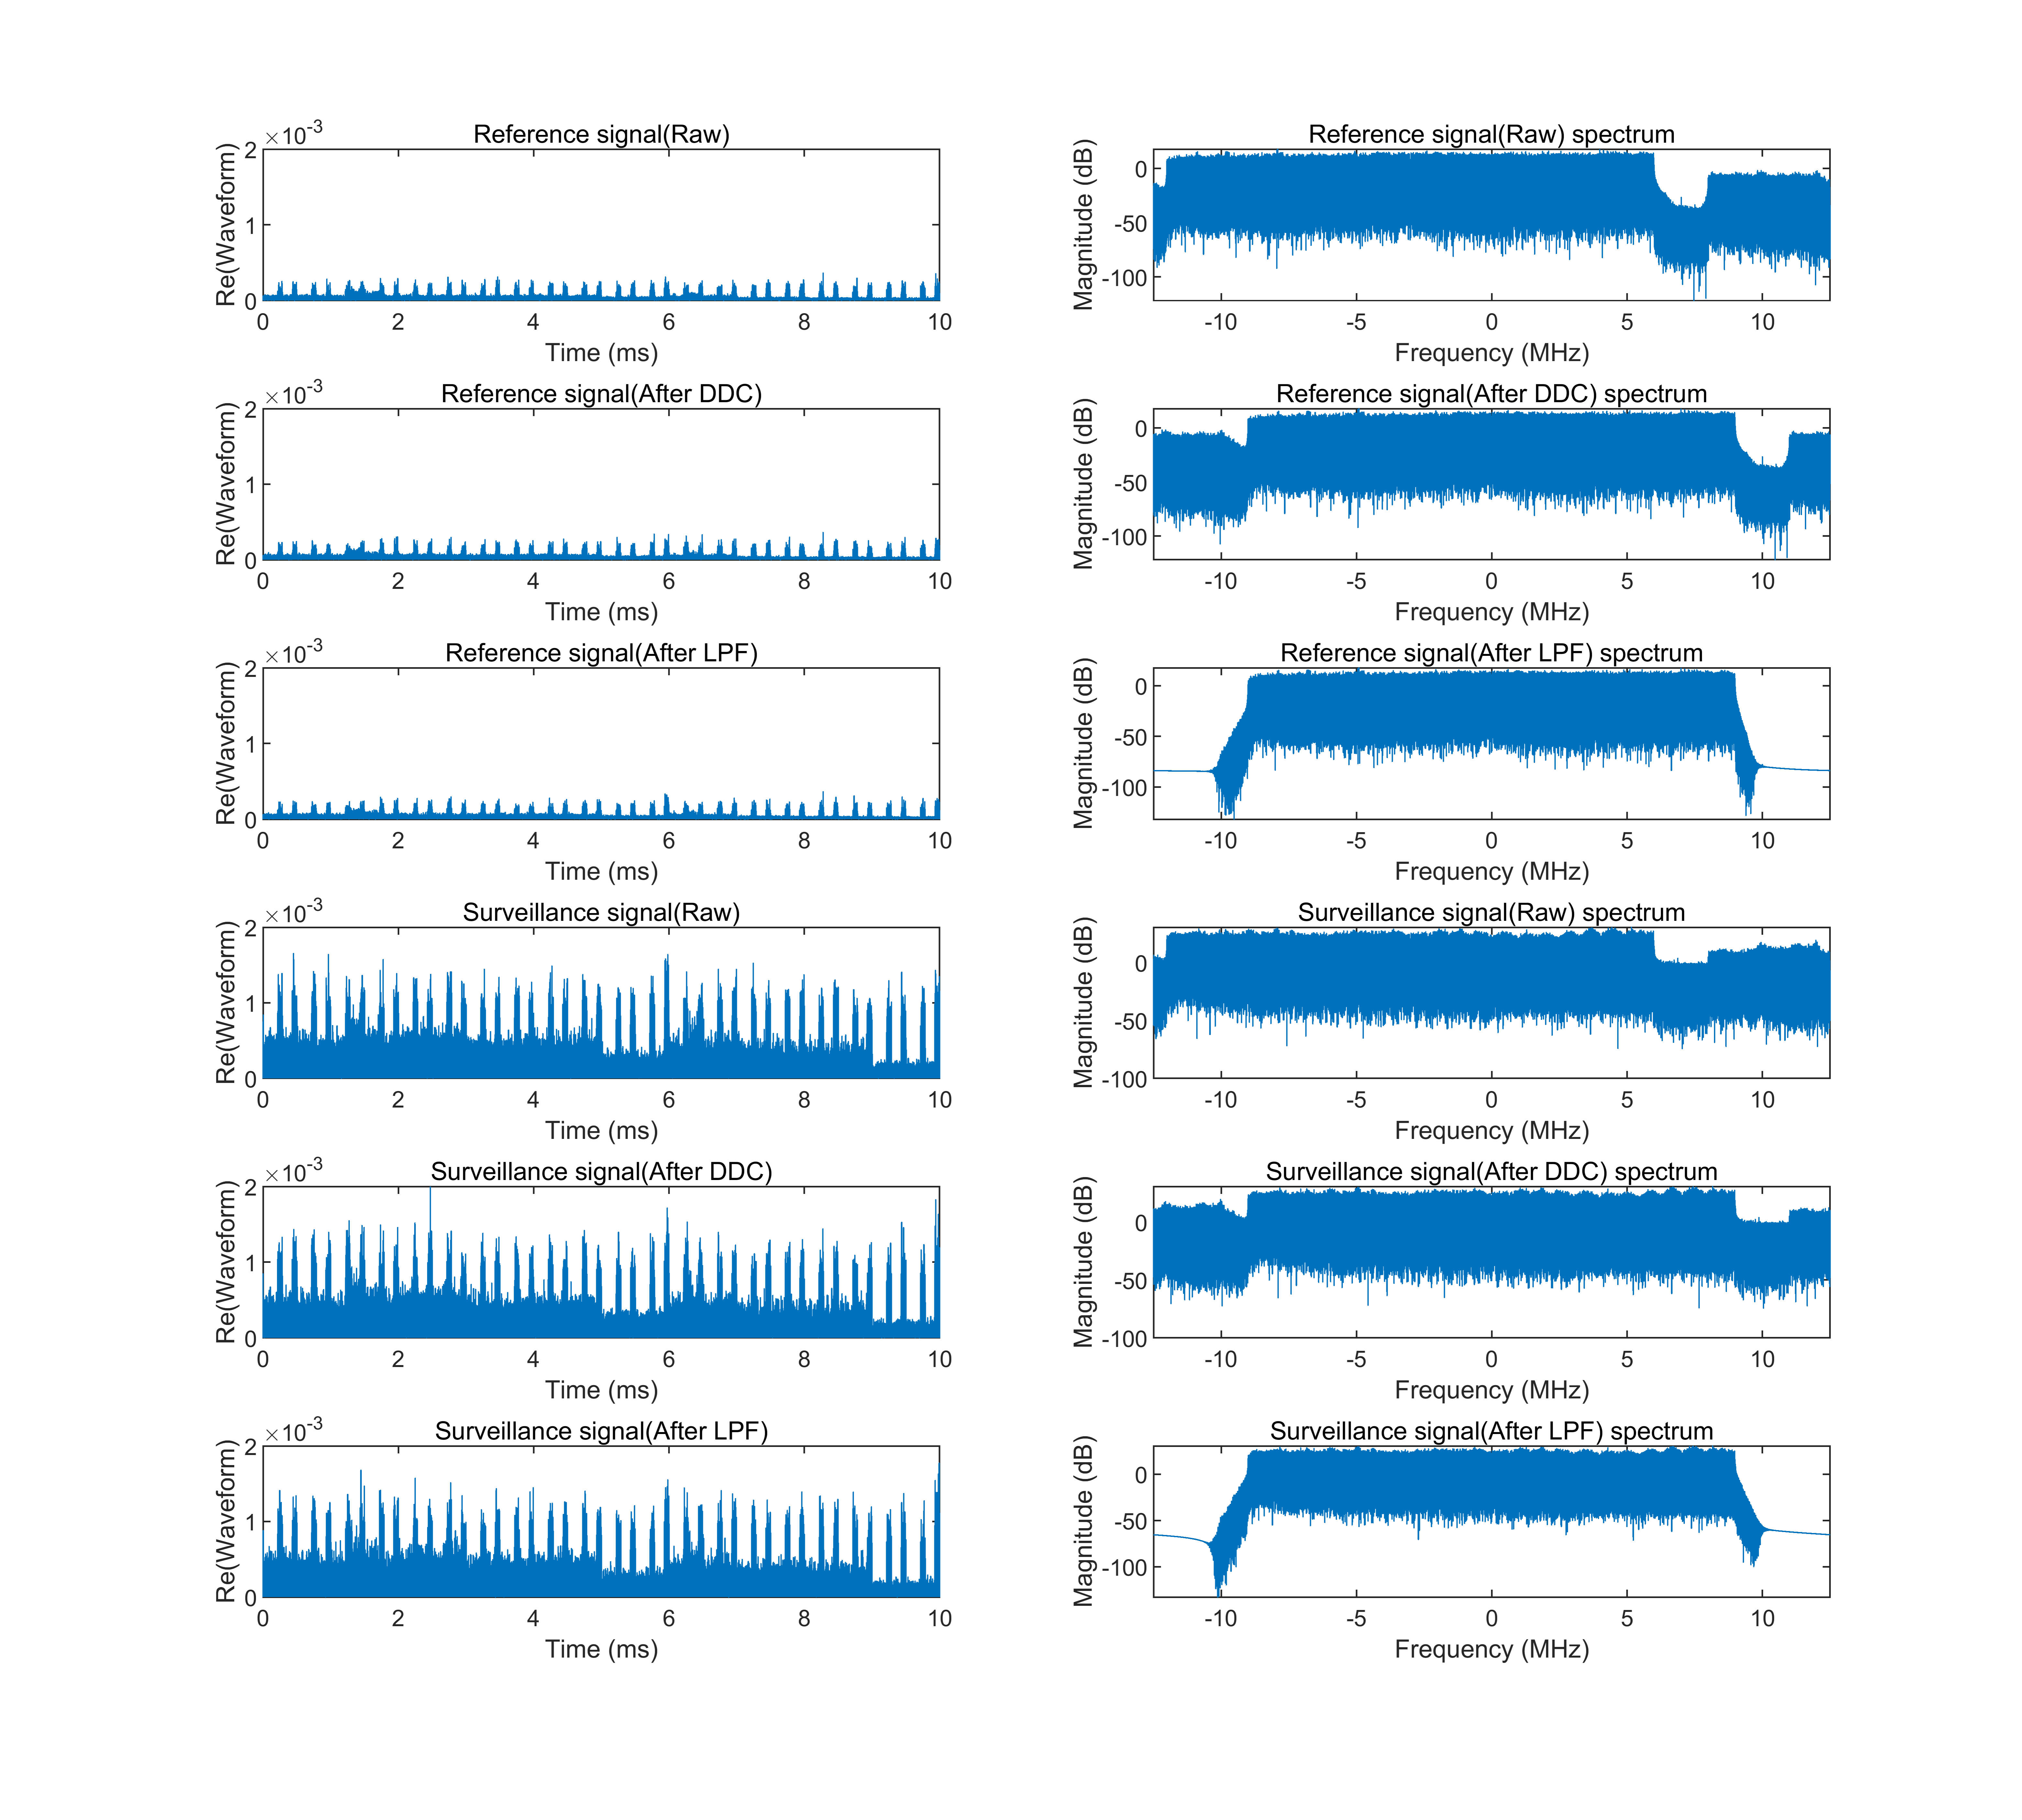 Reference signal(Raw)
×10-3
Re(Waveform)
2
1
0
0 2 4 6 8 10
Time (ms)
Reference signal(Raw) spectrum
Magnitude (dB)
0
-50
-100
-10 -5 0 5 10
Frequency (MHz)
Reference signal(After DDC)
×10-3
Re(Waveform)
2
1
0
0 2 4 6 8 10
Time (ms)
Reference signal(After DDC) spectrum
Magnitude (dB)
0
-50
-100
-10 -5 0 5 10
Frequency (MHz)
Reference signal(After LPF)
×10-3
Re(Waveform)
2
1
0
0 2 4 6 8 10
Time (ms)
Reference signal(After LPF) spectrum
Magnitude (dB)
0
-50
-100
-10 -5 0 5 10
Frequency (MHz)
Surveillance signal(Raw)
×10-3
Re(Waveform)
2
1
0
0 2 4 6 8 10
Time (ms)
Surveillance signal(Raw) spectrum
Magnitude (dB)
0
-50
-100
-10 -5 0 5 10
Frequency (MHz)
Surveillance signal(After DDC)
×10-3
Re(Waveform)
2
1
0
0 2 4 6 8 10
Time (ms)
Surveillance signal(After DDC) spectrum
Magnitude (dB)
0
-50
-100
-10 -5 0 5 10
Frequency (MHz)
Surveillance signal(After LPF)
×10-3
Re(Waveform)
2
1
0
0 2 4 6 8 10
Time (ms)
Surveillance signal(After LPF) spectrum
Magnitude (dB)
0
-50
-100
-10 -5 0 5 10
Frequency (MHz)